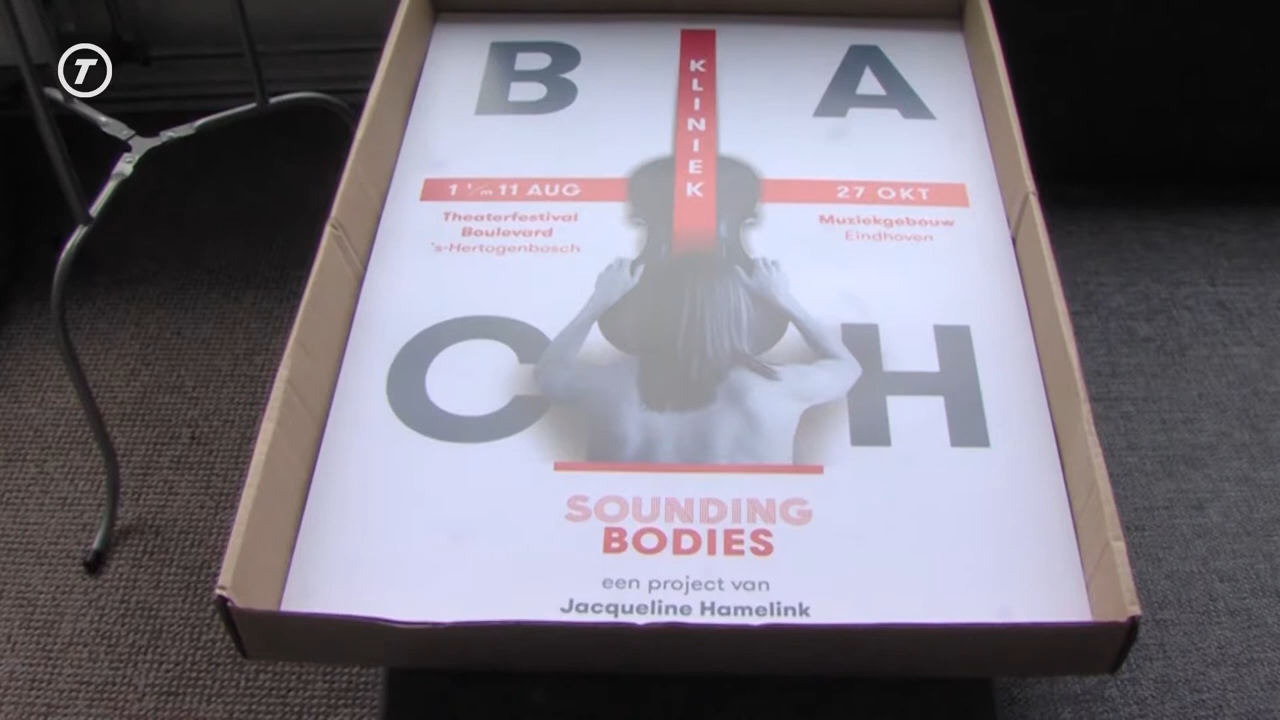 T
B A
KLINIEK
1 t/m 11 AUG
27 OKT
Theaterfestival
Boulevard
's-Hertogenbosch
Muziekgebouw
Eindhoven
C H
SOUNDING
BODIES
een project van
Jacqueline Hamelink